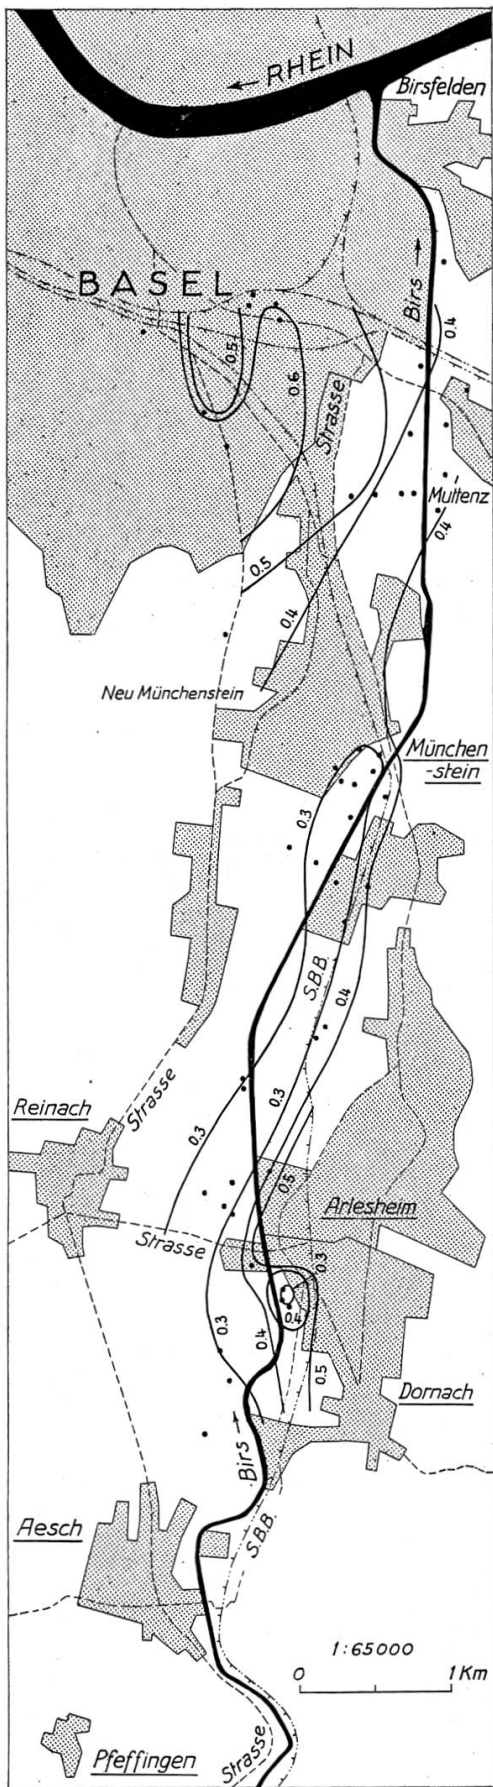 ← RHEIN
Birsfelden
BASEL
Birs →
0.4
0.5
0.6
Strasse
Muttenz
0.4
0.5
0.4
Neu Münchenstein
München
-stein
0.3
S.B.B.
0.4
Strasse
0.3
Reinach
0.3
0.5
Arlesheim
Strasse
0.3
0.4
0.3
0.4
0.5
Dornach
Birs →
Aesch
S.B.B.
1:65000
0 1 Km
Strasse
Pfeffingen